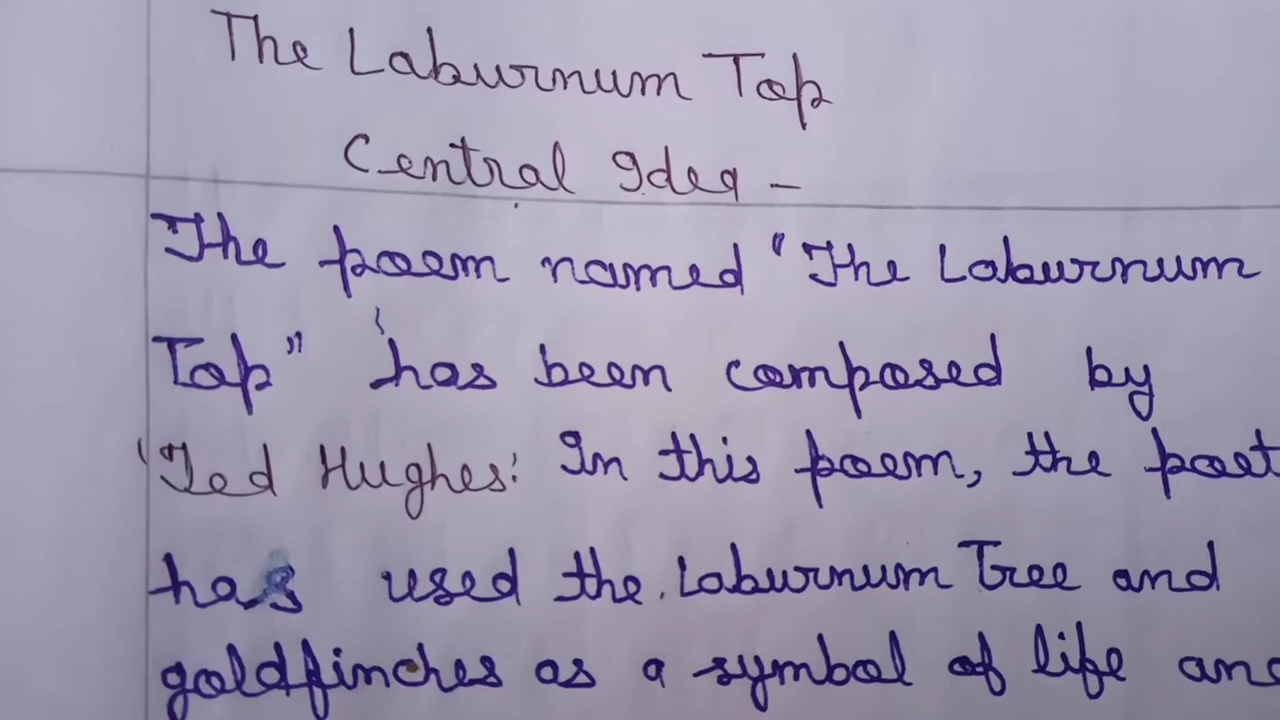 The Laburnum Top
Central Idea -
The poem named "The Laburnum
Top" has been composed by
'Ted Hughes'. In this poem, the poet
has used the Laburnum Tree and
goldfinches as a symbol of life and